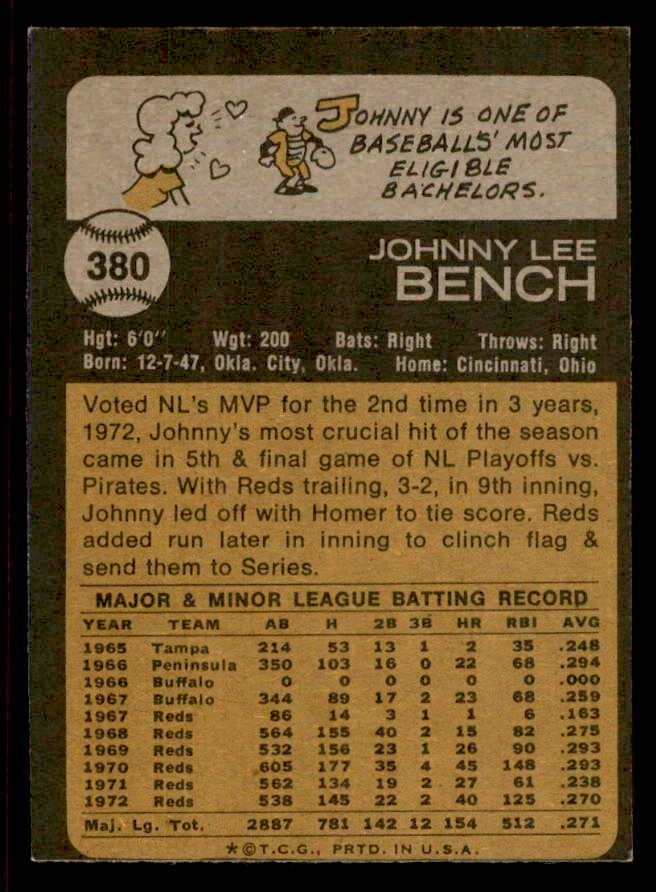 JOHNNY IS ONE OF
BASEBALL'S' MOST
ELIGIBLE
BACHELORS.
380
JOHNNY LEE
BENCH
Hgt: 6'0" Wgt: 200 Bats: Right Throws: Right
Born: 12-7-47, Okla. City, Okla. Home: Cincinnati, Ohio
Voted NL's MVP for the 2nd time in 3 years,
1972, Johnny's most crucial hit of the season
came in 5th & final game of NL Playoffs vs.
Pirates. With Reds trailing, 3-2, in 9th inning,
Johnny led off with Homer to tie score. Reds
added run later in inning to clinch flag &
send them to Series.
MAJOR & MINOR LEAGUE BATTING RECORD
YEAR TEAM AB H 2B 3B HR RBI AVG
1965 Tampa 214 53 13 1 2 35 .248
1966 Peninsula 350 103 16 0 22 68 .294
1966 Buffalo 0 0 0 0 0 0 .000
1967 Buffalo 344 89 17 2 23 68 .259
1967 Reds 86 14 3 1 1 6 .163
1968 Reds 564 155 40 2 15 82 .275
1969 Reds 532 156 23 1 26 90 .293
1970 Reds 605 177 35 4 45 148 .293
1971 Reds 562 134 19 2 27 61 .238
1972 Reds 538 145 22 2 40 125 .270
Maj. Lg. Tot. 2887 781 142 12 154 512 .271
*©T.C.G., PRTD. IN U.S.A.